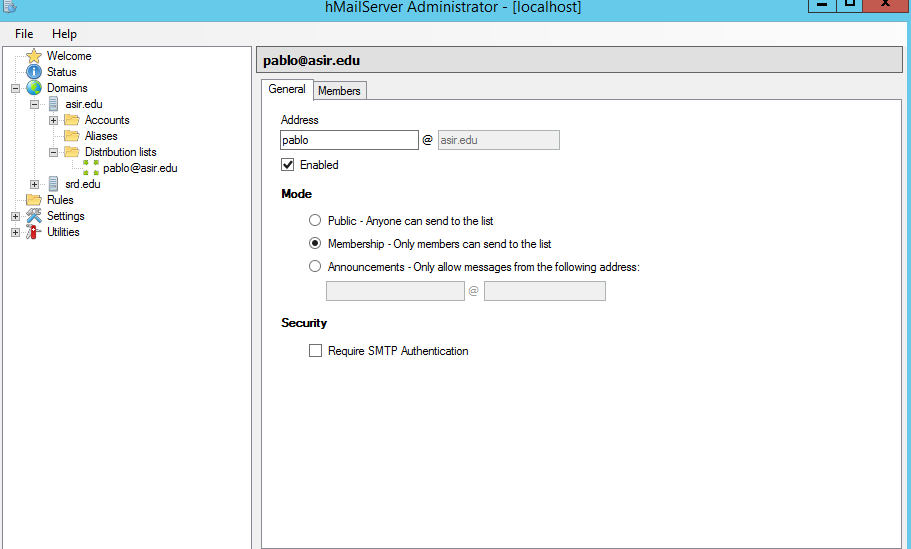 hMailServer Administrator - [localhost]
File Help
Welcome
Status
Domains
asir.edu
Accounts
Aliases
Distribution lists
pablo@asir.edu
srd.edu
Rules
Settings
Utilities
pablo@asir.edu
General Members
Address
pablo @ asir.edu
Enabled
Mode
Public - Anyone can send to the list
Membership - Only members can send to the list
Announcements - Only allow messages from the following address:
@
Security
Require SMTP Authentication